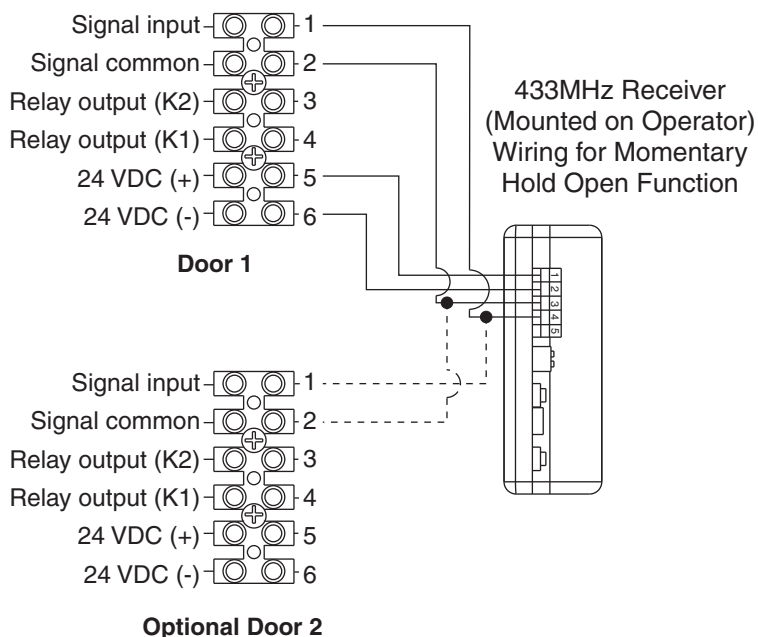 Signal input 1
Signal common 2
Relay output (K2) 3
Relay output (K1) 4
24 VDC (+) 5
24 VDC (-) 6
Door 1
433MHz Receiver
(Mounted on Operator)
Wiring for Momentary
Hold Open Function
1
2
3
4
5
Signal input 1
Signal common 2
Relay output (K2) 3
Relay output (K1) 4
24 VDC (+) 5
24 VDC (-) 6
Optional Door 2